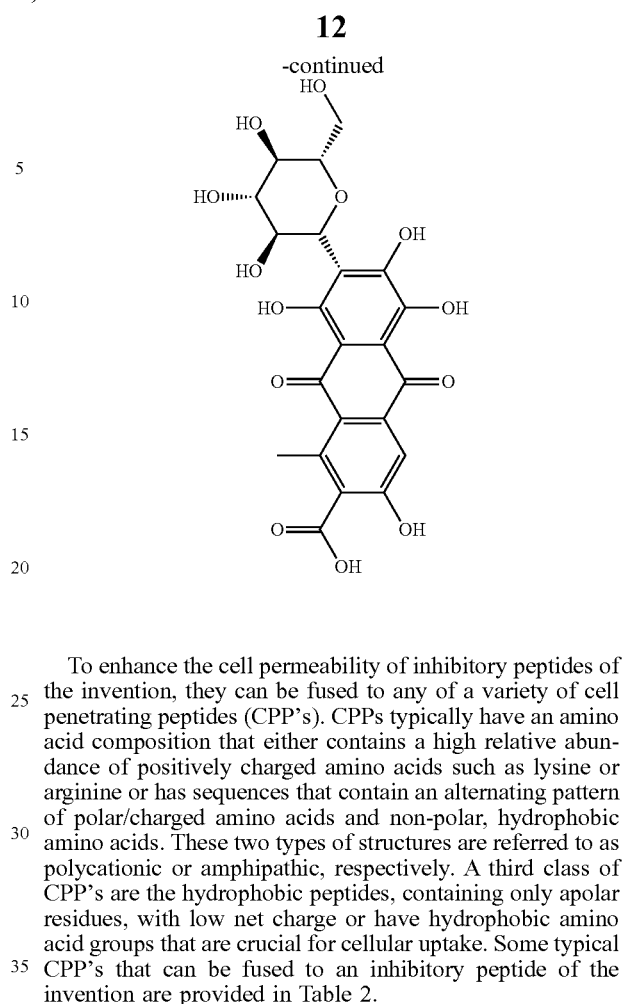 12
-continued
HO
HO
5
HO
O
OH
HO
10
HO
OH
O
O
15
O
OH
20
OH
To enhance the cell permeability of inhibitory peptides of
25
the invention, they can be fused to any of a variety of cell
penetrating peptides (CPP's). CPPs typically have an amino
acid composition that either contains a high relative abun-
dance of positively charged amino acids such as lysine or
arginine or has sequences that contain an alternating pattern
of polar/charged amino acids and non-polar, hydrophobic
30
amino acids. These two types of structures are referred to as
polycationic or amphipathic, respectively. A third class of
CPP's are the hydrophobic peptides, containing only apolar
residues, with low net charge or have hydrophobic amino
acid groups that are crucial for cellular uptake. Some typical
35
CPP's that can be fused to an inhibitory peptide of the
invention are provided in Table 2.